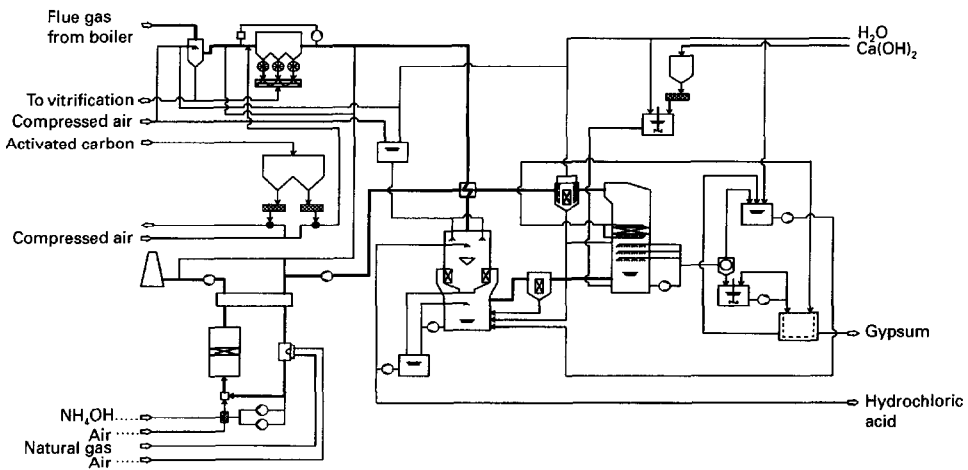 Flue gas
from boiler
To vitrification
Compressed air
Activated carbon
Compressed air
NH₄OH
Air
Natural gas
Air
H₂O
Ca(OH)₂
Gypsum
Hydrochloric
acid